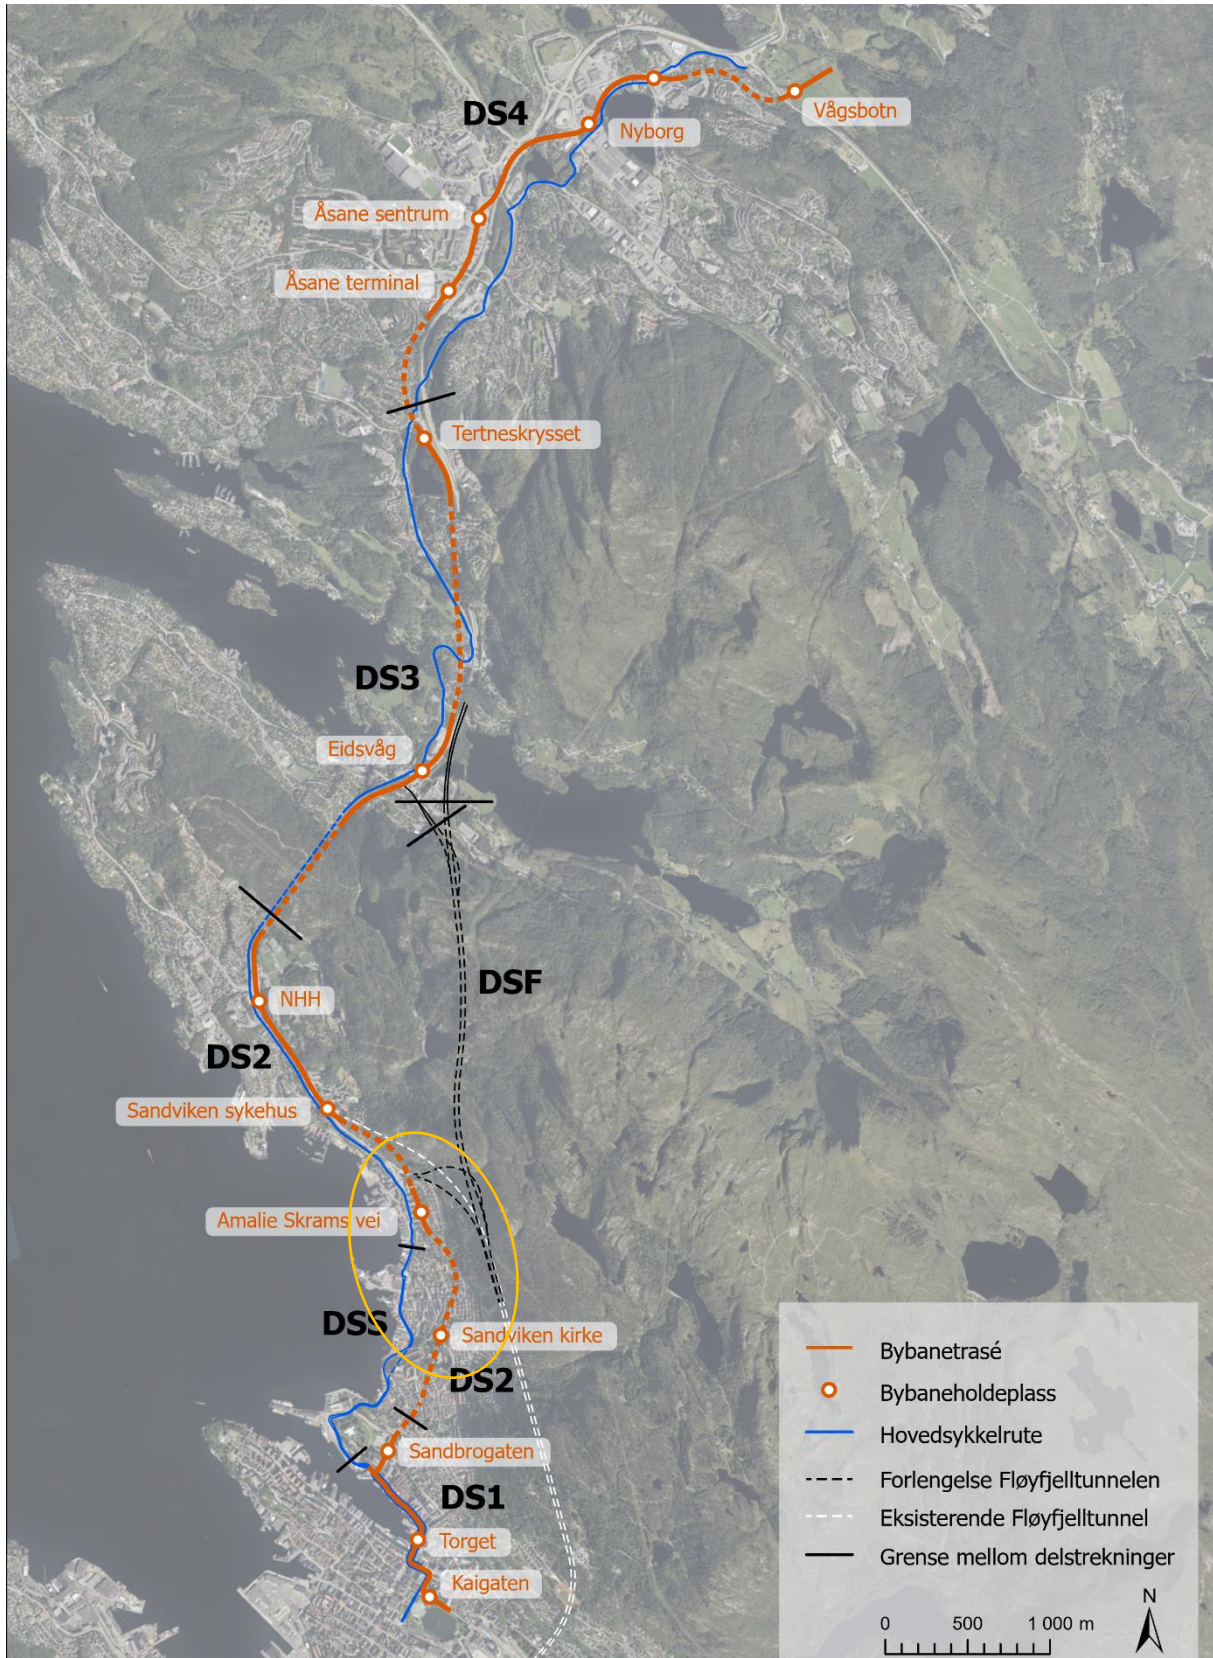 DS4
Vågsbotn
Nyborg
Åsane sentrum
Åsane terminal
Tertneskrysset
DS3
Eidsvåg
DSF
NHH
DS2
Sandviken sykehus
Amalie Skrams vei
DSS
Sandviken kirke
DS2
Sandbrogaten
DS1
Torget
Kaigaten
Bybanetrasé
Bybaneholdeplass
Hovedsykkelrute
Forlengelse Fløyfjelltunnelen
Eksisterende Fløyfjelltunnel
Grense mellom delstrekninger
N
0 500 1 000 m